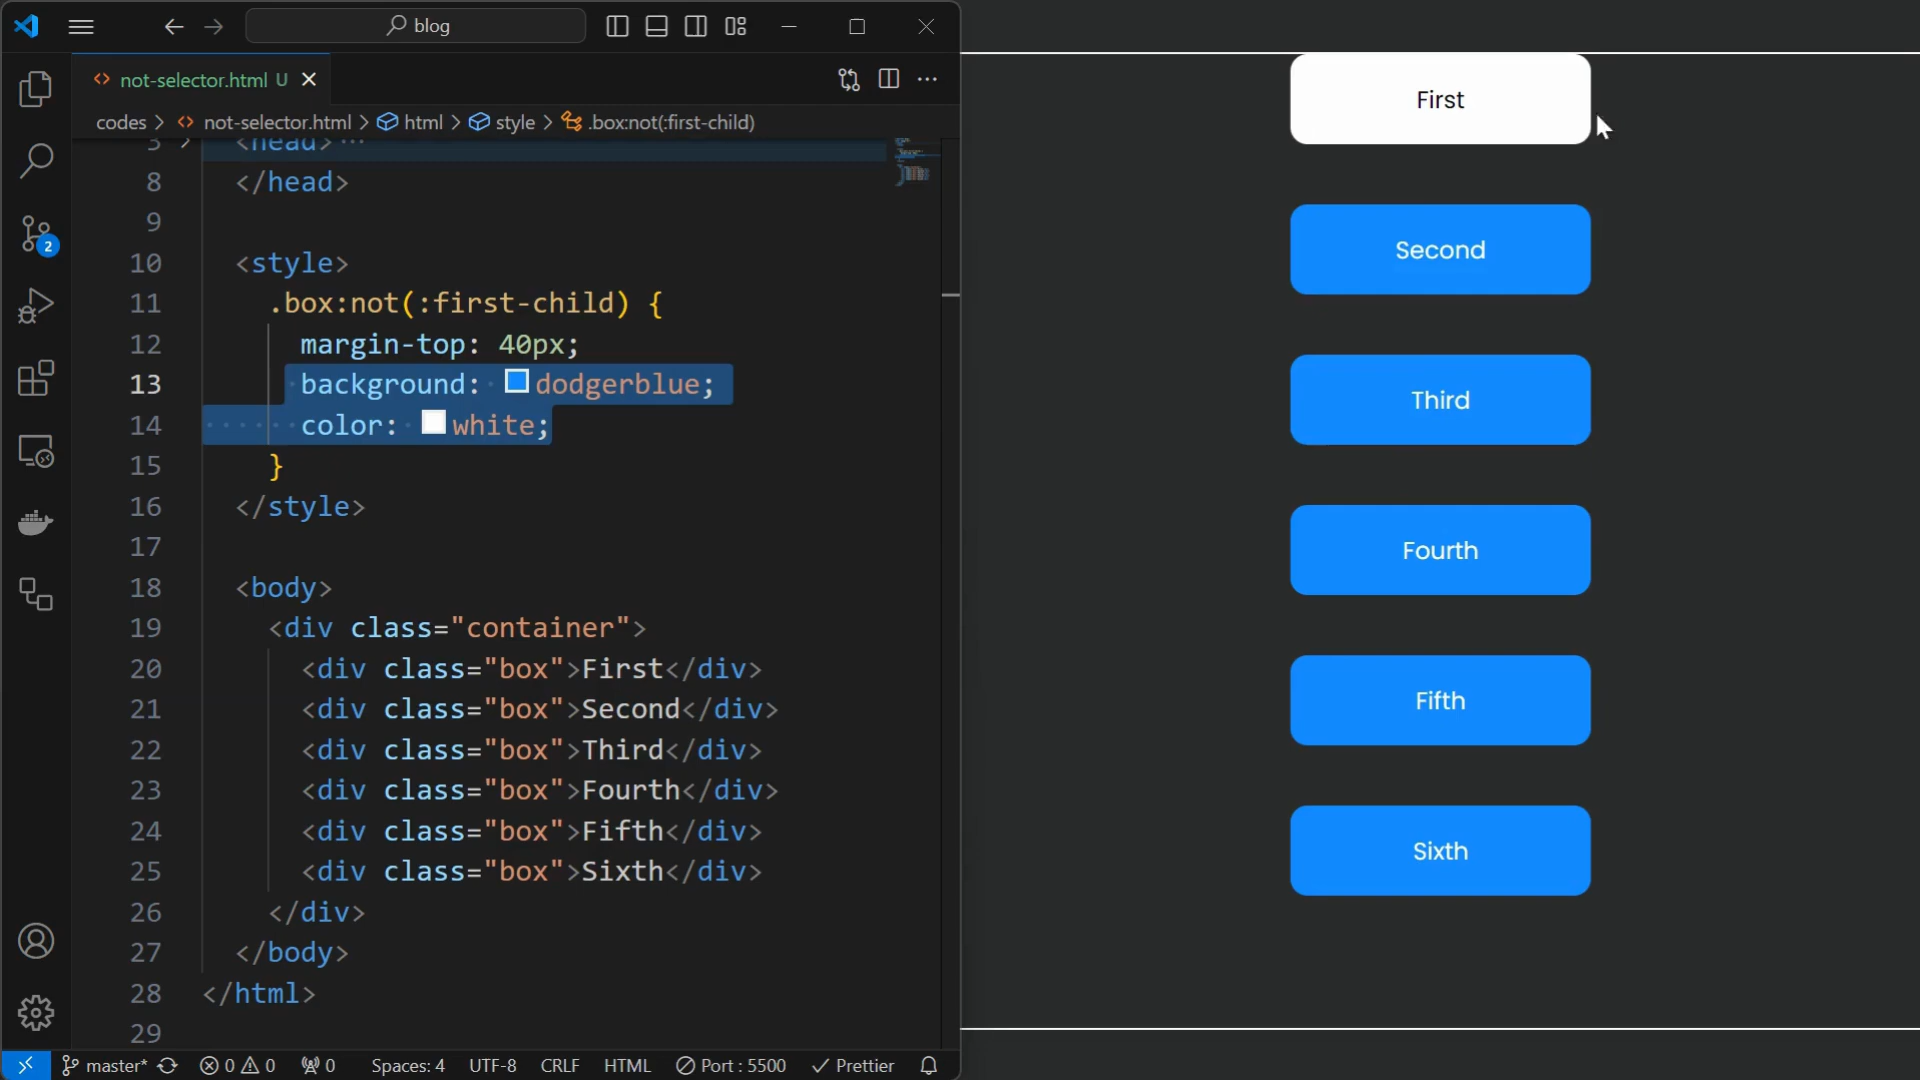 blog
not-selector.html U
codes > not-selector.html > html > style > .box:not(:first-child)
3 <head> ...
8 </head>
9
10 <style>
11 .box:not(:first-child) {
12 margin-top: 40px;
13 background: dodgerblue;
14 color: white;
15 }
16 </style>
17
18 <body>
19 <div class="container">
20 <div class="box">First</div>
21 <div class="box">Second</div>
22 <div class="box">Third</div>
23 <div class="box">Fourth</div>
24 <div class="box">Fifth</div>
25 <div class="box">Sixth</div>
26 </div>
27 </body>
28 </html>
29
2
master* 0 0 0 Spaces: 4 UTF-8 CRLF HTML Port : 5500 Prettier
First
Second
Third
Fourth
Fifth
Sixth